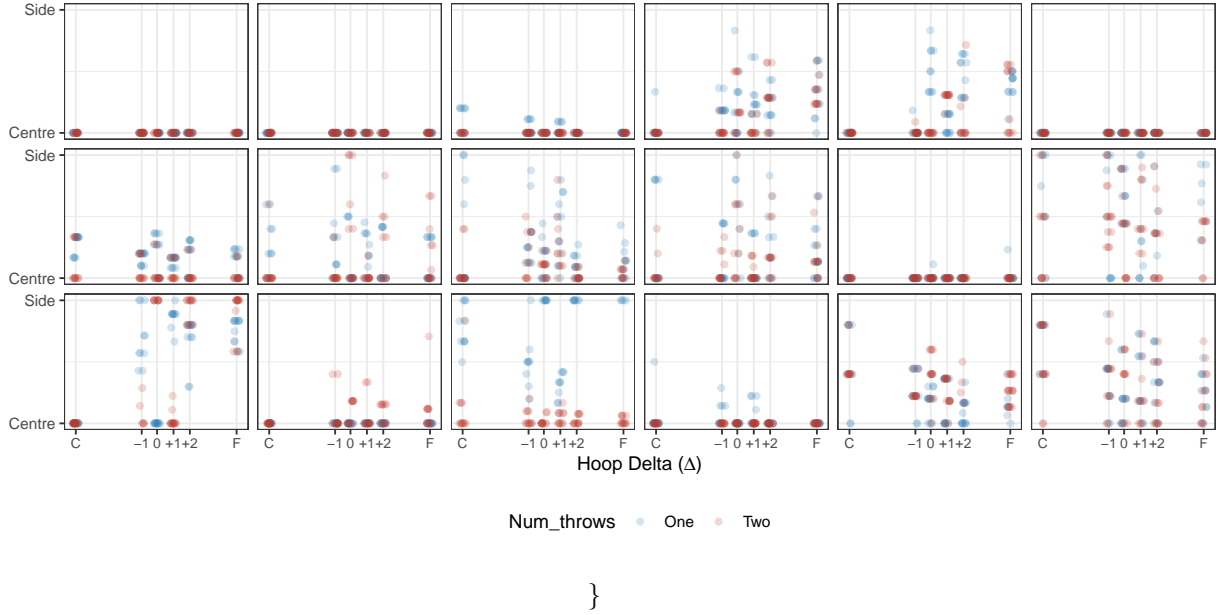 Side
Centre
Side
Centre
Side
Centre
C −1 0 +1 +2 F C −1 0 +1 +2 F C −1 0 +1 +2 F C −1 0 +1 +2 F C −1 0 +1 +2 F C −1 0 +1 +2 F
Hoop Delta (Δ)
Num_throws One Two
}